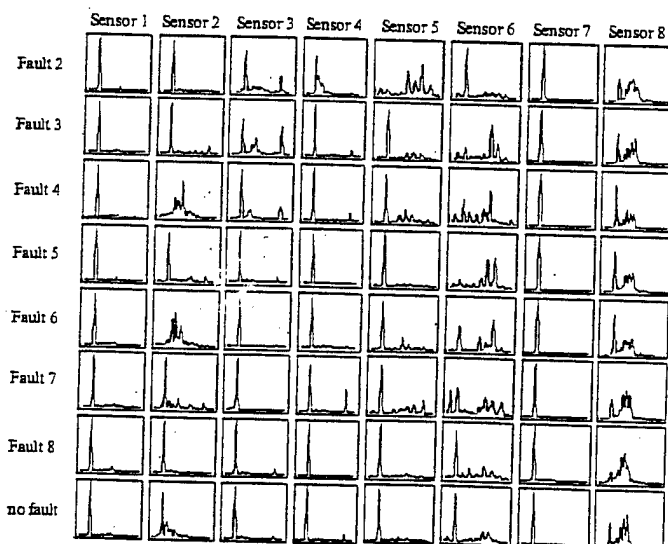 Sensor 1 Sensor 2 Sensor 3 Sensor 4 Sensor 5 Sensor 6 Sensor 7 Sensor 8
Fault 2
Fault 3
Fault 4
Fault 5
Fault 6
Fault 7
Fault 8
no fault